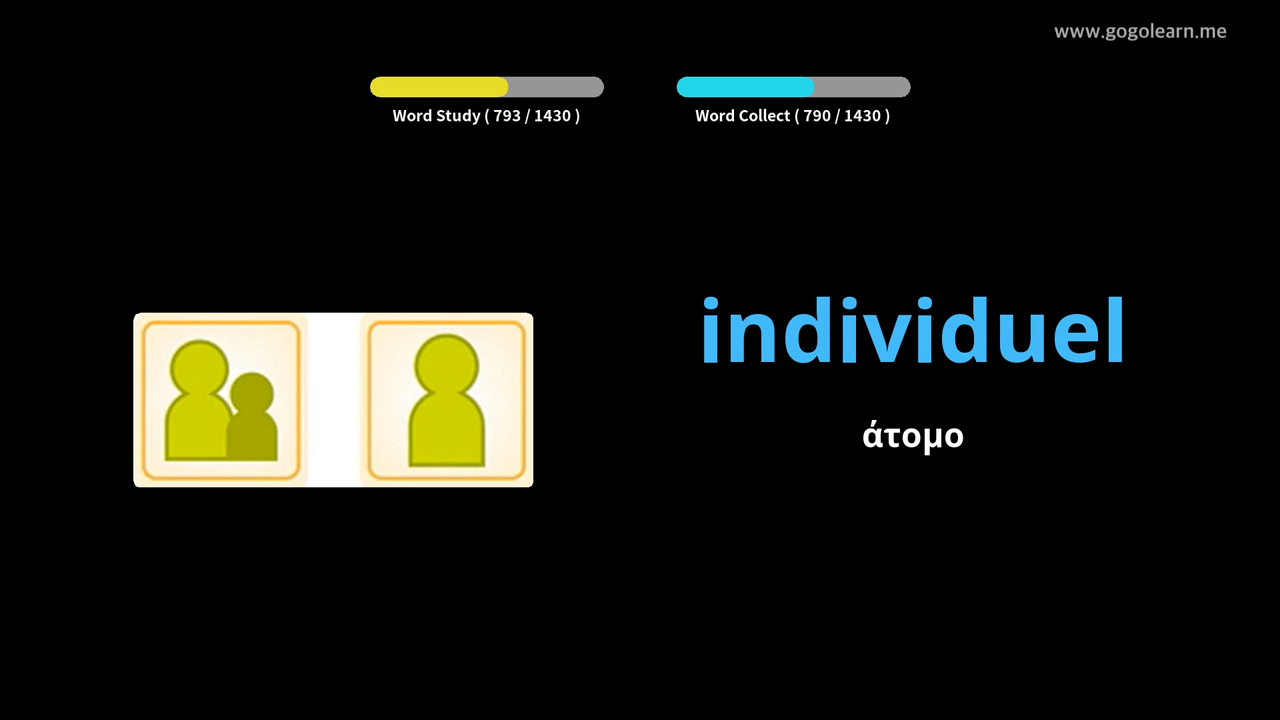 www.gogolearn.me
Word Study ( 793 / 1430 )
Word Collect ( 790 / 1430 )
individuel
άτομο